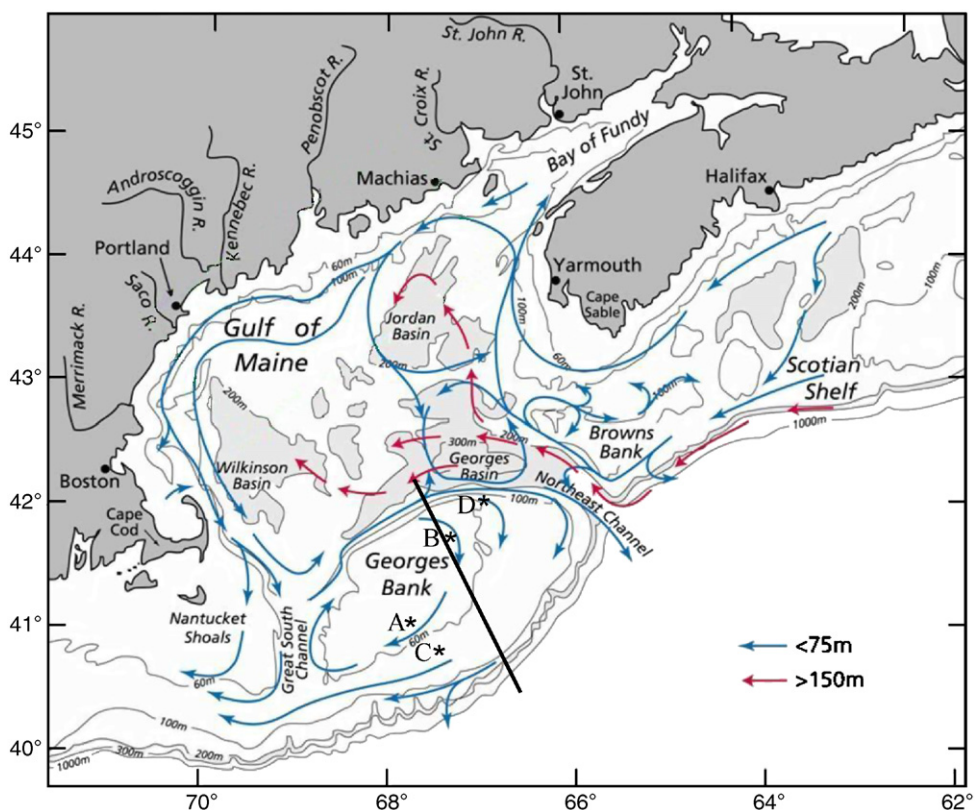 St. John R.
St.
John
Penobscot R.
St. Croix R.
45°
Bay of Fundy
Machias
Halifax
Androscoggin R.
Kennebec R.
44°
Portland
60m
100m
Yarmouth
Saco R.
Cape
Sable
100m
200m
100m
Merrimack R.
Gulf of
Maine
Jordan
Basin
200m
60m
43°
200m
100m
Scotian
Shelf
1000m
Browns
Bank
300m
200m
Georges
Basin
Wilkinson
Basin
Boston
42°
Northeast Channel
100m
D*
Cape
Cod
B*
Georges
Bank
41°
Nantucket
Shoals
Great South
Channel
A*
60m
C*
<75m
>150m
60m
100m
40°
1000m
300m
200m
70°
68°
66°
64°
62°